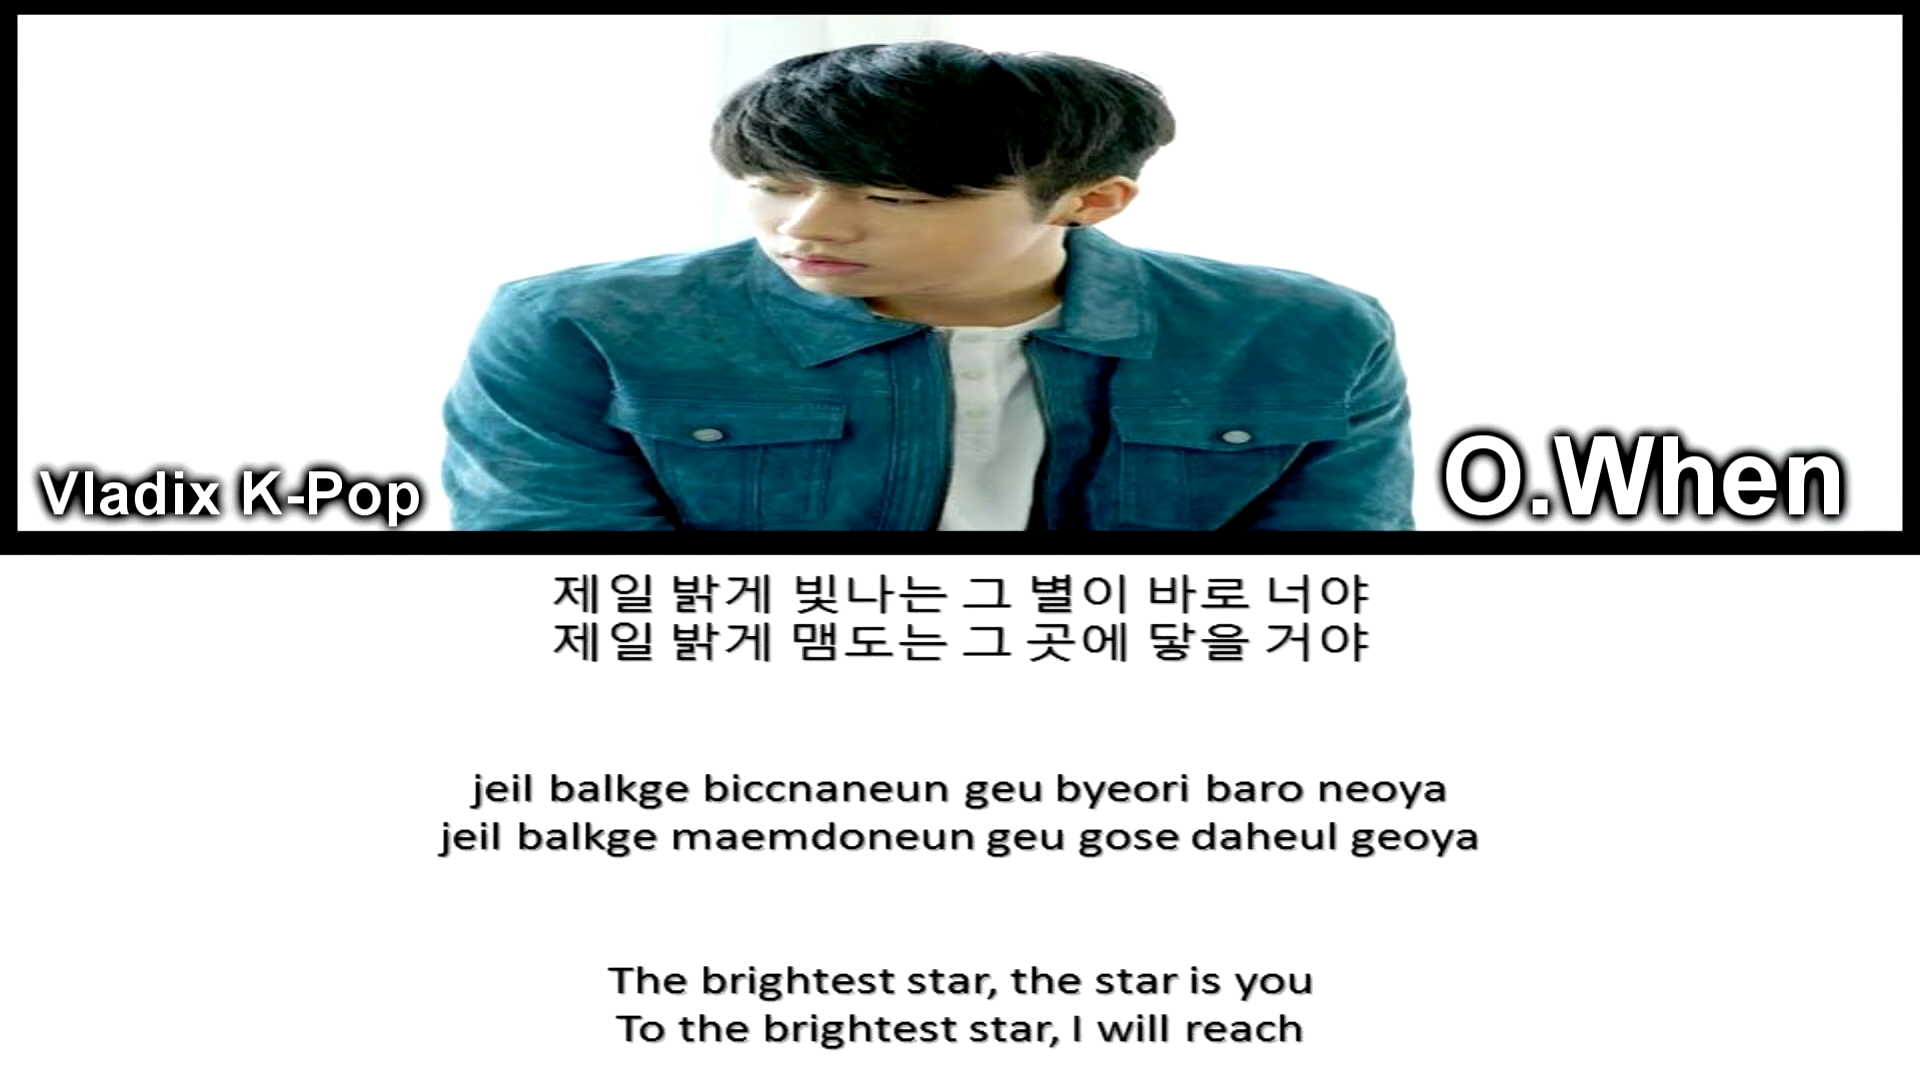 Vladix K-Pop
O.When
제일 밝게 빛나는 그 별이 바로 너야
제일 밝게 맴도는 그 곳에 닿을 거야
jeil balkge biccnaneun geu byeori baro neoya
jeil balkge maemdoneun geu gose daheul geoya
The brightest star, the star is you
To the brightest star, I will reach